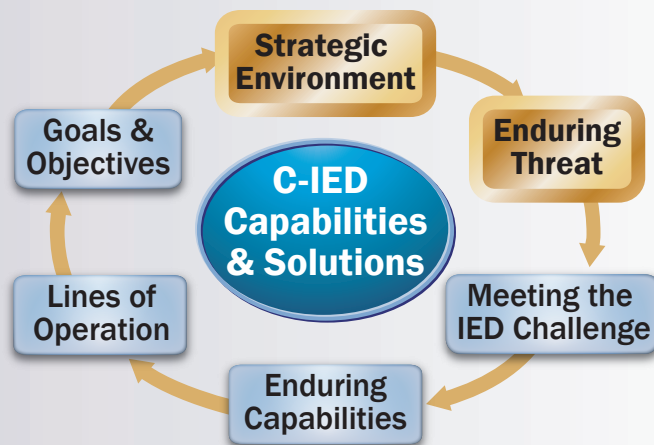 Strategic
Environment
Enduring
Threat
Meeting the
IED Challenge
Enduring
Capabilities
Lines of
Operation
Goals &
Objectives
C-IED
Capabilities
& Solutions